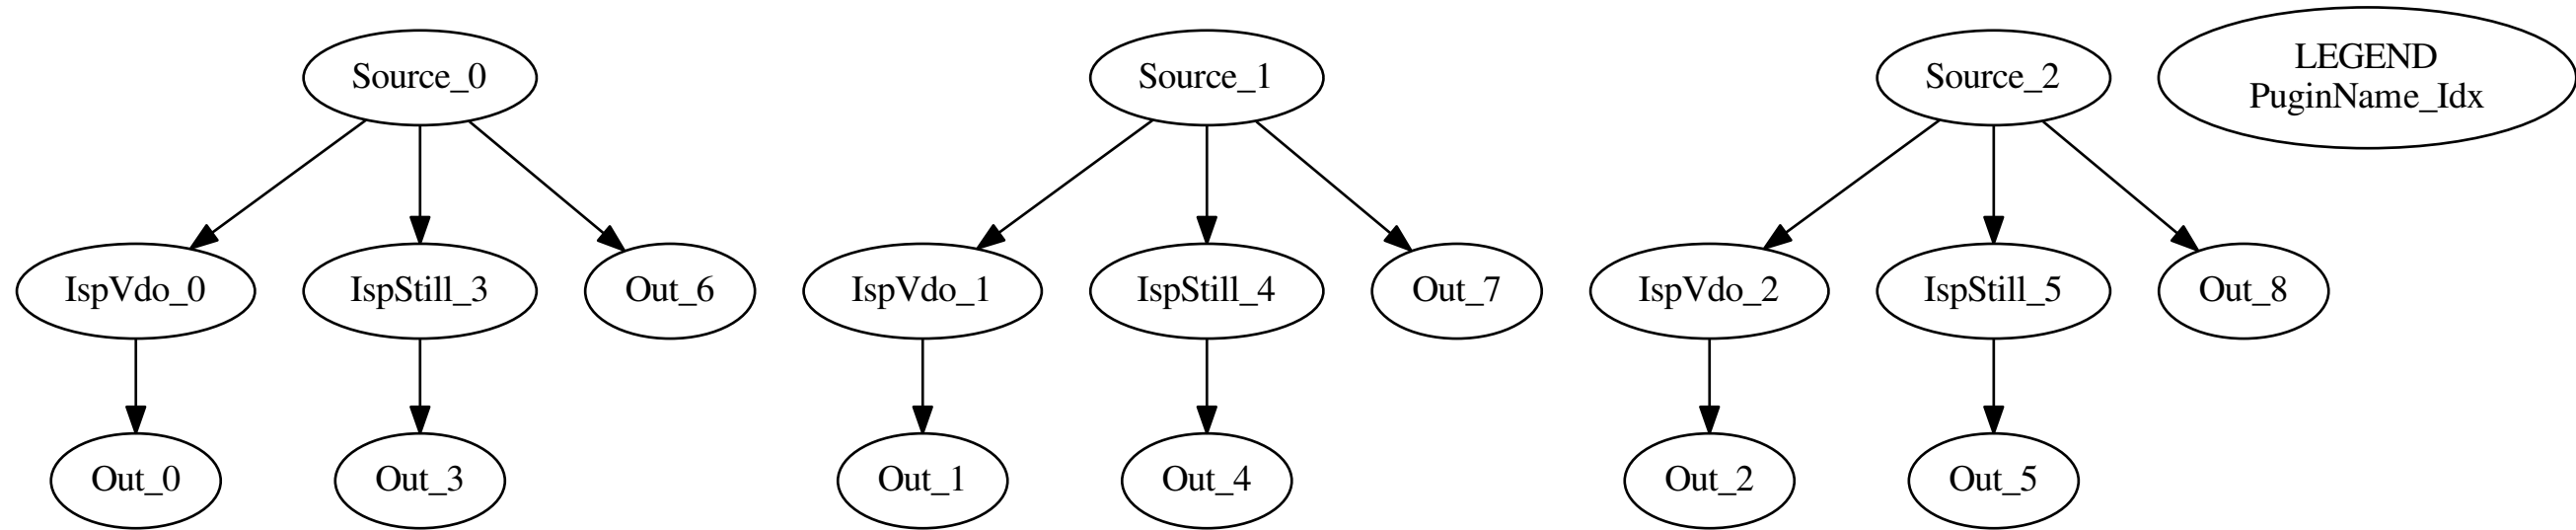 Source_0
Source_1
Source_2
LEGEND
PuginName_Idx
IspVdo_0
IspStill_3
Out_6
IspVdo_1
IspStill_4
Out_7
IspVdo_2
IspStill_5
Out_8
Out_0
Out_3
Out_1
Out_4
Out_2
Out_5